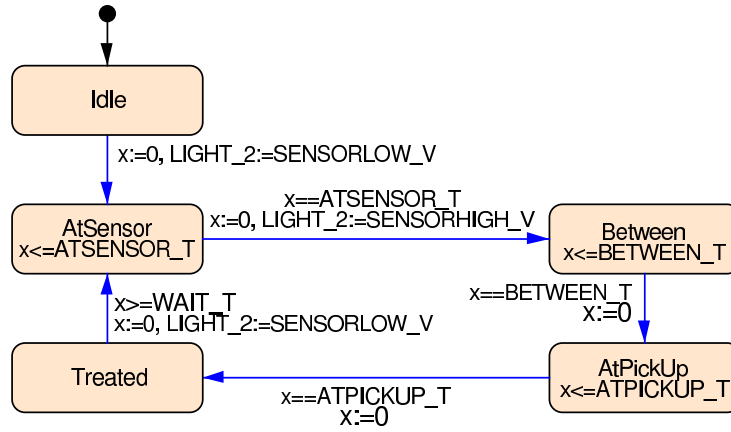 Idle
x:=0, LIGHT_2:=SENSORLOW_V
AtSensor
x<=ATSENSOR_T
x==ATSENSOR_T
x:=0, LIGHT_2:=SENSORHIGH_V
Between
x<=BETWEEN_T
x>=WAIT_T
x:=0, LIGHT_2:=SENSORLOW_V
x==BETWEEN_T
x:=0
Treated
x==ATPICKUP_T
x:=0
AtPickUp
x<=ATPICKUP_T